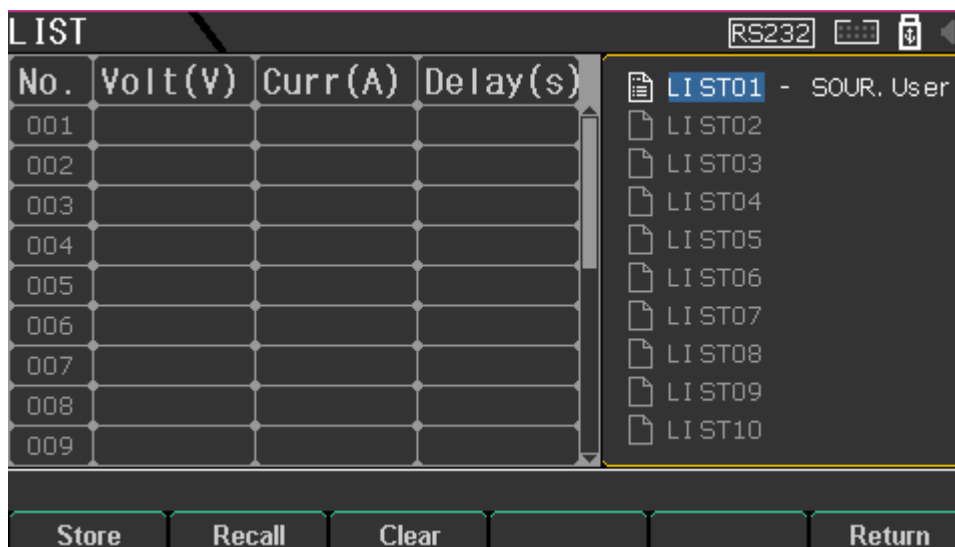 LIST
RS232
No. Volt(V) Curr(A) Delay(s)
001
002
003
004
005
006
007
008
009
LIST01 - SOUR. User
LIST02
LIST03
LIST04
LIST05
LIST06
LIST07
LIST08
LIST09
LIST10
Store Recall Clear Return